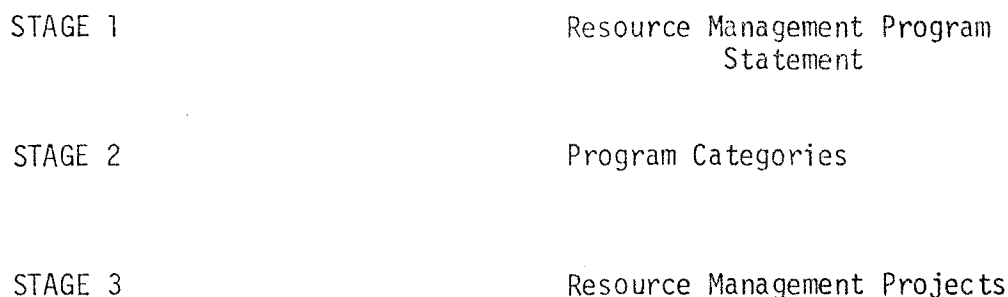 STAGE 1 Resource Management Program
Statement
STAGE 2 Program Categories
STAGE 3 Resource Management Projects